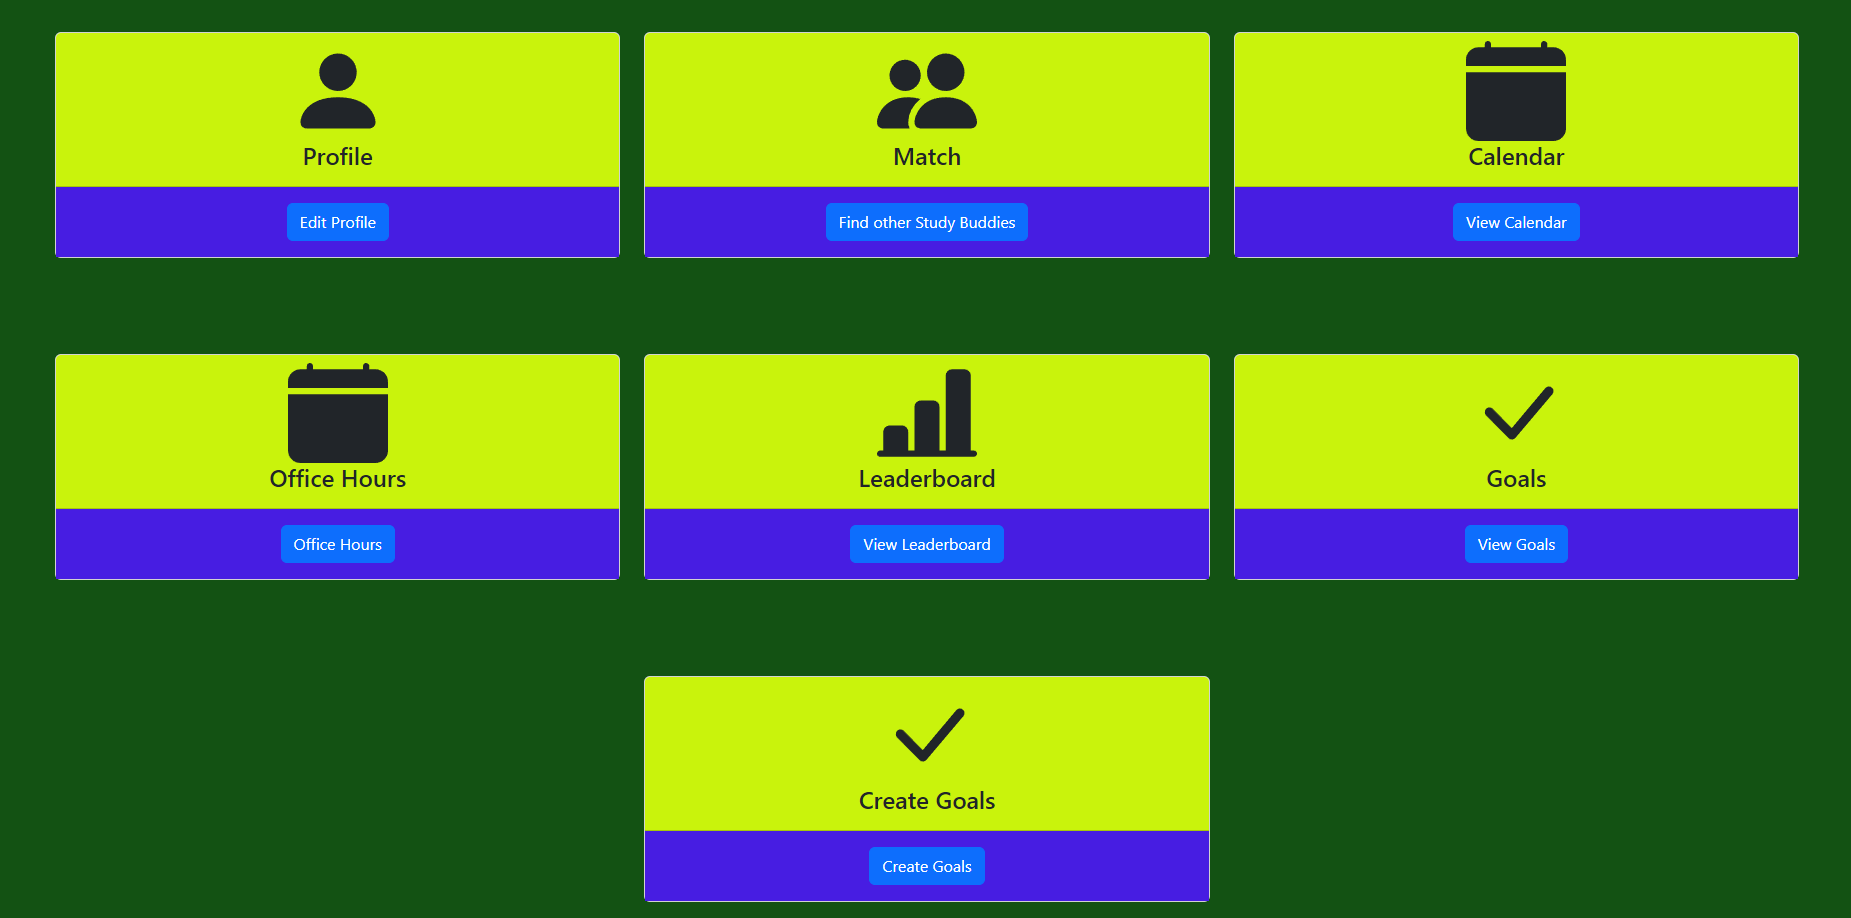 Profile
Edit Profile
Match
Find other Study Buddies
Calendar
View Calendar
Office Hours
Office Hours
Leaderboard
View Leaderboard
Goals
View Goals
Create Goals
Create Goals